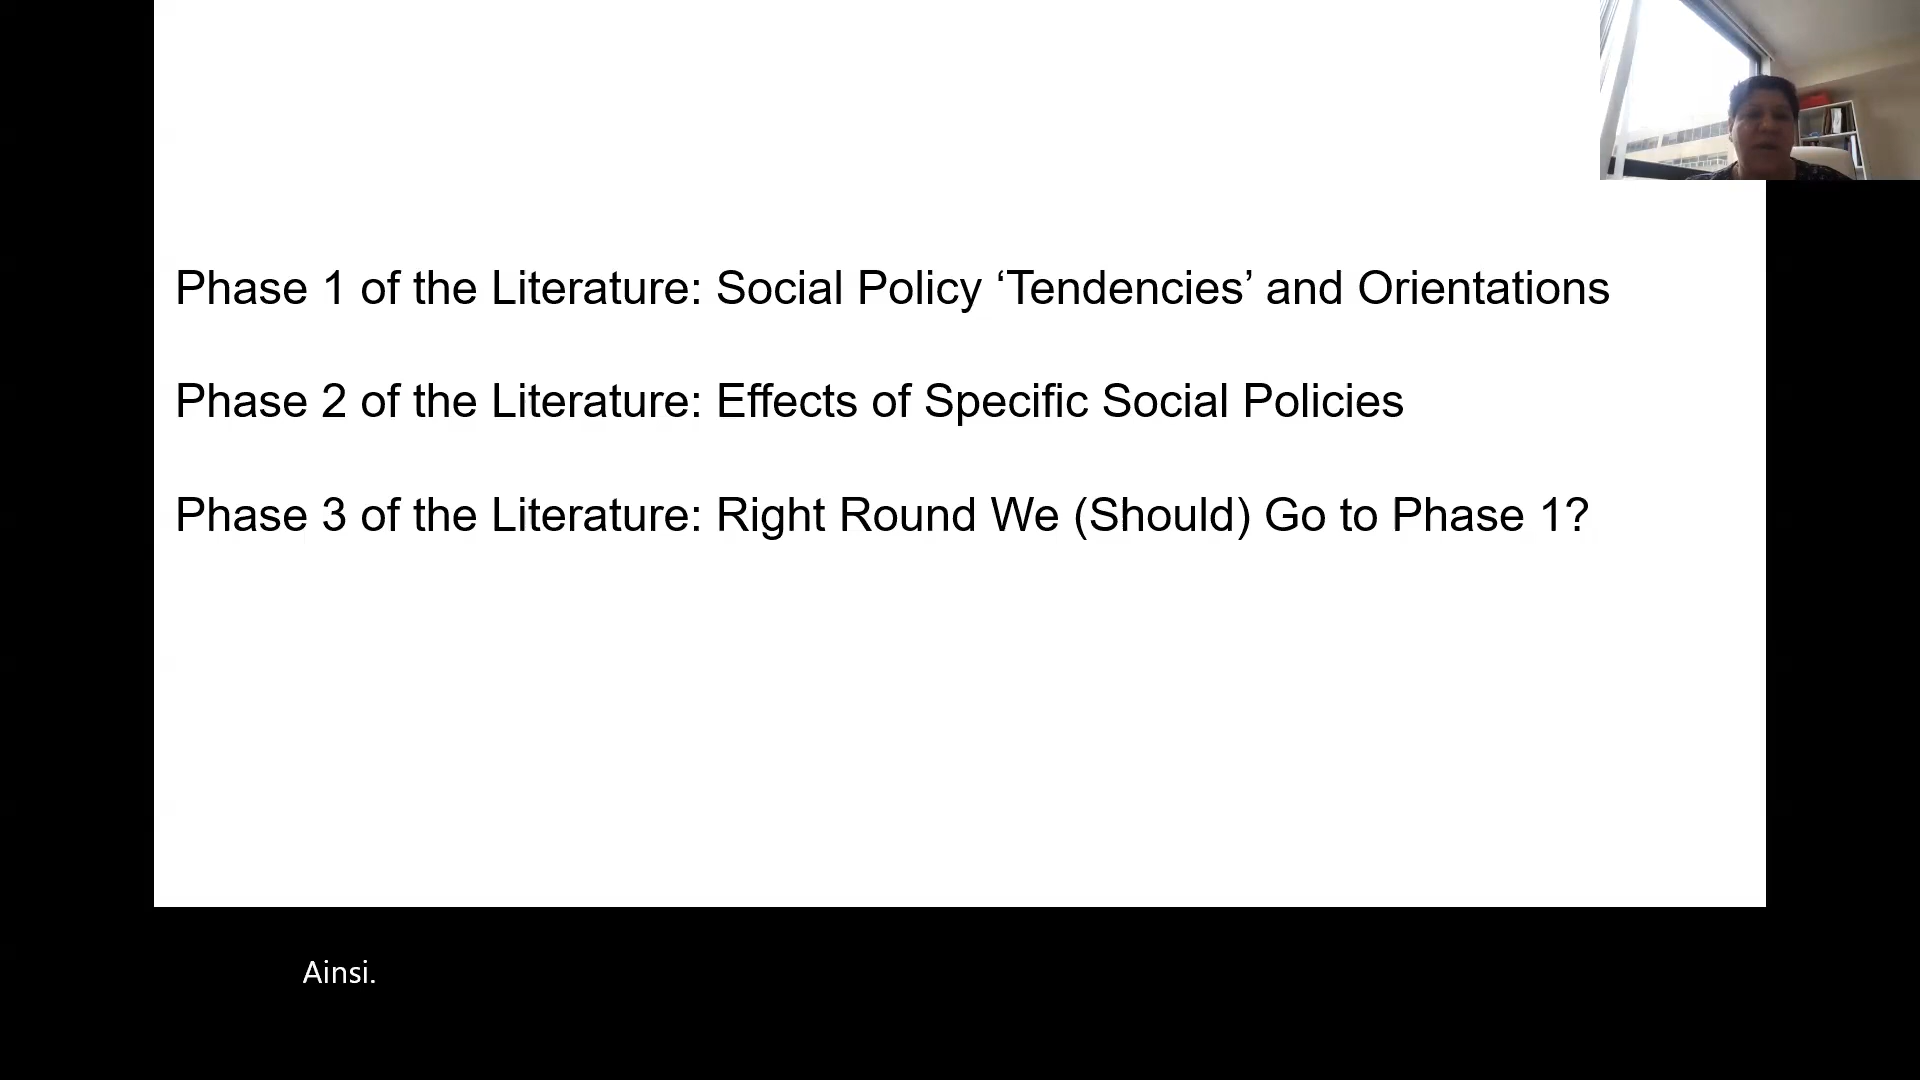 Phase 1 of the Literature: Social Policy ‘Tendencies’ and Orientations
Phase 2 of the Literature: Effects of Specific Social Policies
Phase 3 of the Literature: Right Round We (Should) Go to Phase 1?
Ainsi.